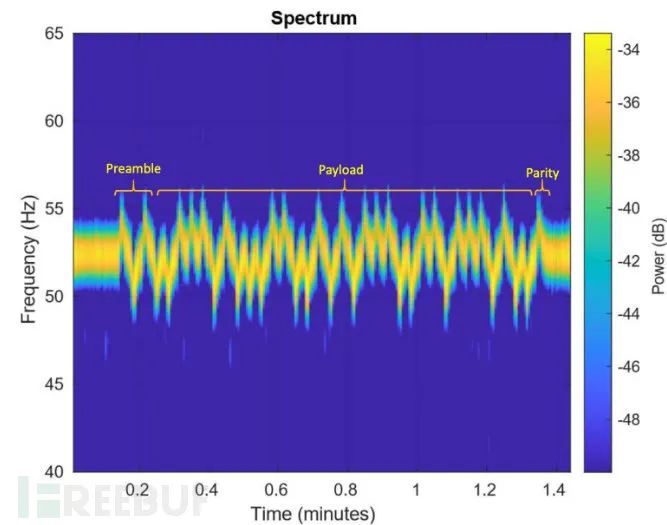 Spectrum
65
60
55
50
45
40
Frequency (Hz)
Preamble
Payload
Parity
0.2
0.4
0.6
0.8
1
1.2
1.4
Time (minutes)
-34
-36
-38
-40
-42
-44
-46
-48
Power (dB)
FREEBUF